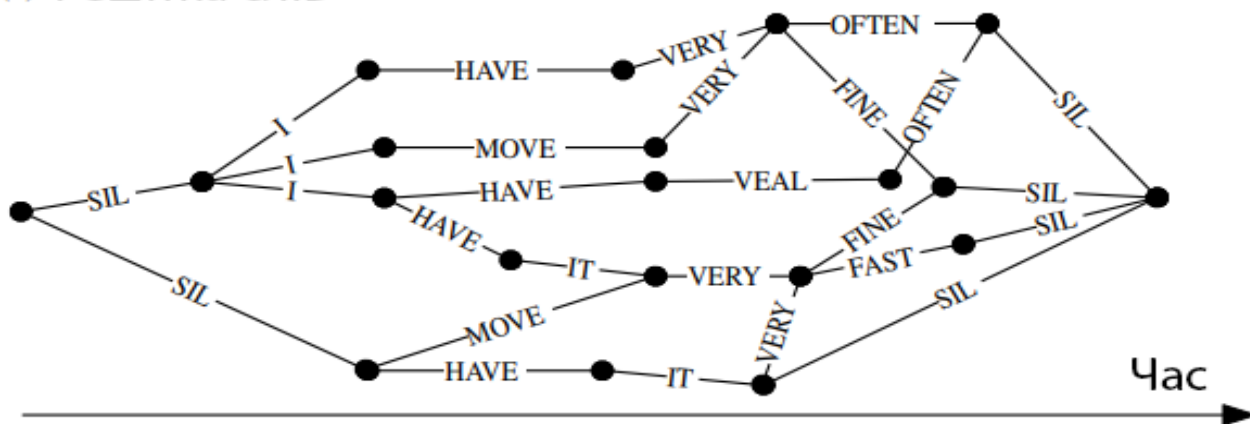 OFTEN
VERY
HAVE
VERY
FINE
OFTEN
SIL
I
MOVE
I
SIL
I
HAVE
VEAL
SIL
HAVE
IT
VERY
FINE
FAST
SIL
SIL
MOVE
VERY
SIL
HAVE
IT
Час